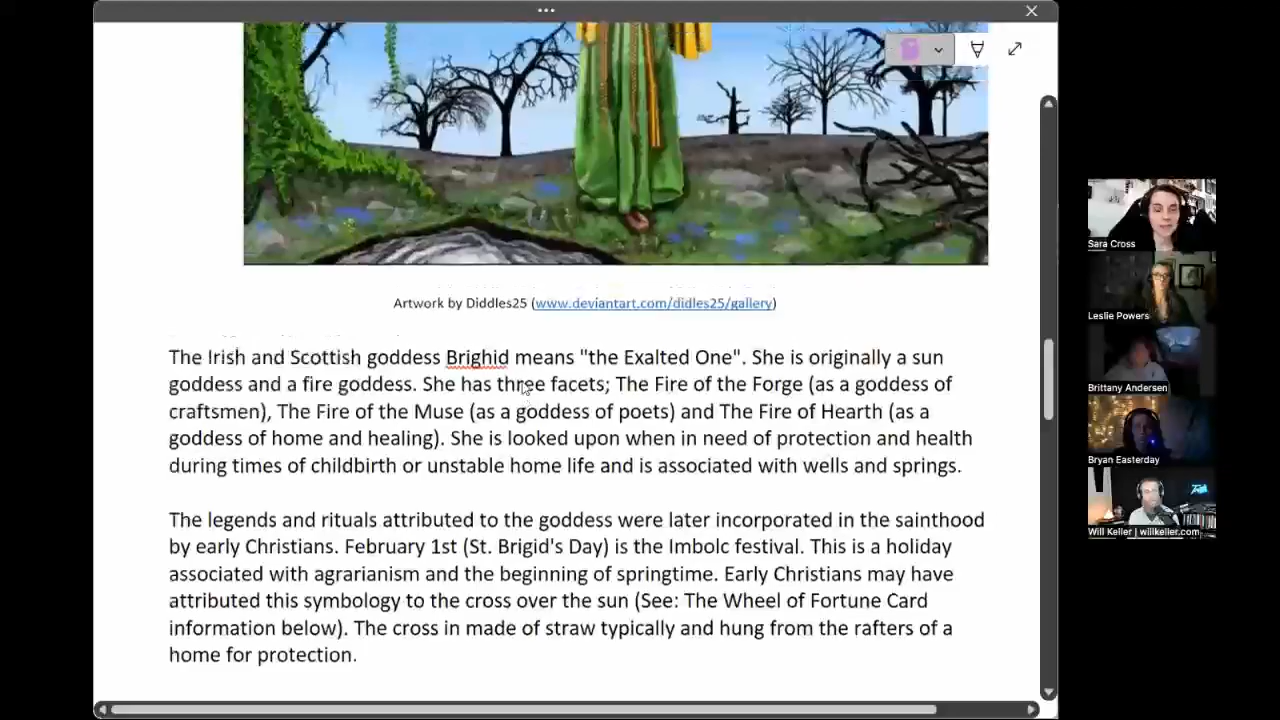 Artwork by Diddles25 (www.deviantart.com/didles25/gallery)
The Irish and Scottish goddess Brighid means "the Exalted One". She is originally a sun
goddess and a fire goddess. She has three facets; The Fire of the Forge (as a goddess of
craftsmen), The Fire of the Muse (as a goddess of poets) and The Fire of Hearth (as a
goddess of home and healing). She is looked upon when in need of protection and health
during times of childbirth or unstable home life and is associated with wells and springs.
The legends and rituals attributed to the goddess were later incorporated in the sainthood
by early Christians. February 1st (St. Brigid's Day) is the Imbolc festival. This is a holiday
associated with agrarianism and the beginning of springtime. Early Christians may have
attributed this symbology to the cross over the sun (See: The Wheel of Fortune Card
information below). The cross in made of straw typically and hung from the rafters of a
home for protection.
Sara Cross
Leslie Powers
Brittany Andersen
Bryan Easterday
Will Keller | willkeller.com